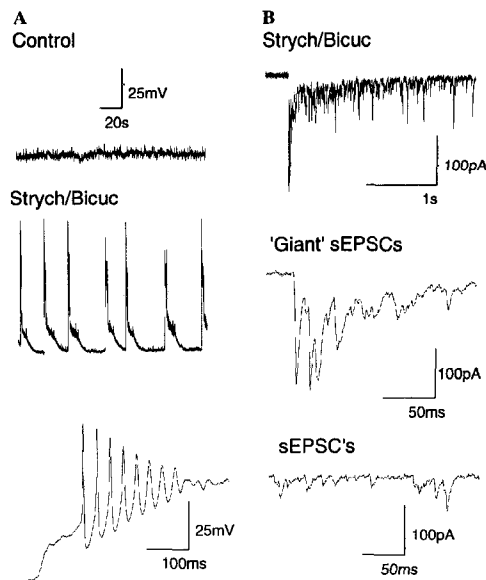 A
Control
25mV
20s
Strych/Bicuc
25mV
100ms
B
Strych/Bicuc
100pA
1s
'Giant' sEPSCs
100pA
50ms
sEPSC's
100pA
50ms